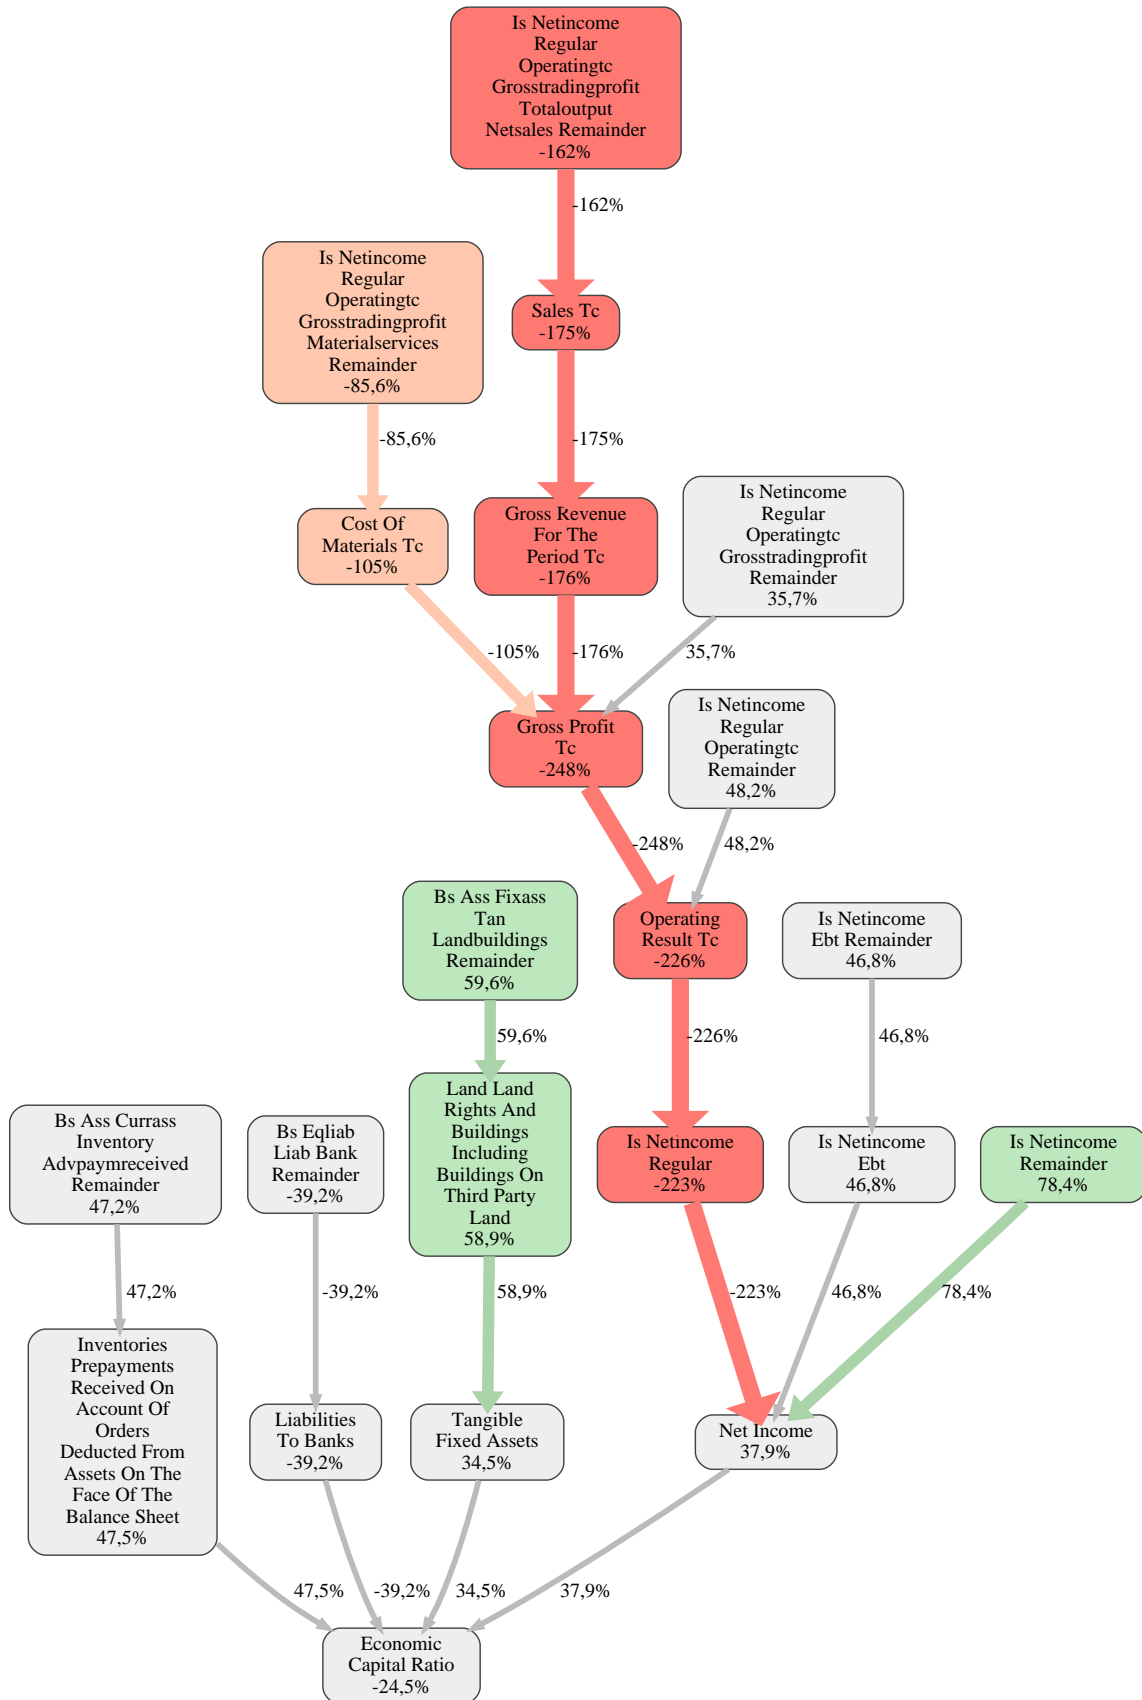 Is Netincome
Regular
Operatingtc
Grosstradingprofit
Totaloutput
Netsales Remainder
-162%
-162%
Is Netincome
Regular
Operatingtc
Grosstradingprofit
Materialservices
Remainder
-85,6%
Sales Tc
-175%
-85,6%
-175%
Is Netincome
Regular
Operatingtc
Grosstradingprofit
Remainder
35,7%
Cost Of
Materials Tc
-105%
Gross Revenue
For The
Period Tc
-176%
-105%
-176%
35,7%
Gross Profit
Tc
-248%
Is Netincome
Regular
Operatingtc
Remainder
48,2%
-248%
48,2%
Bs Ass Fixass
Tan
Landbuildings
Remainder
59,6%
Operating
Result Tc
-226%
Is Netincome
Ebt Remainder
46,8%
59,6%
-226%
46,8%
Bs Ass Currass
Inventory
Advpaymreceived
Remainder
47,2%
Bs Eqliab
Liab Bank
Remainder
-39,2%
Land Land
Rights And
Buildings
Including
Buildings On
Third Party
Land
58,9%
Is Netincome
Regular
-223%
Is Netincome
Ebt
46,8%
Is Netincome
Remainder
78,4%
47,2%
-39,2%
58,9%
-223%
46,8%
78,4%
Inventories
Prepayments
Received On
Account Of
Orders
Deducted From
Assets On The
Face Of The
Balance Sheet
47,5%
Liabilities
To Banks
-39,2%
Tangible
Fixed Assets
34,5%
Net Income
37,9%
47,5%
-39,2%
34,5%
37,9%
Economic
Capital Ratio
-24,5%